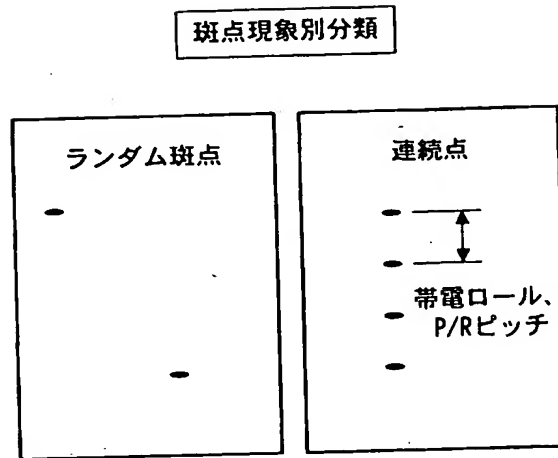 斑点現象別分類
ランダム斑点
連続点
帯電ロール、
P/Rピッチ